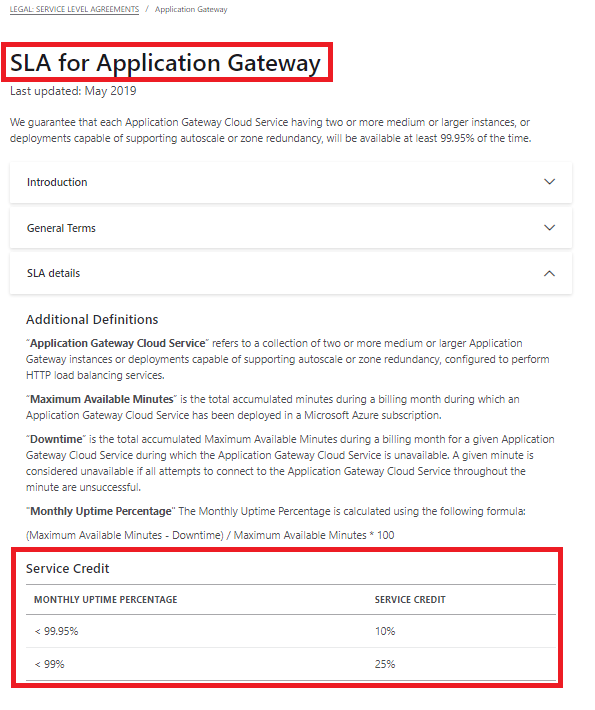 LEGAL: SERVICE LEVEL AGREEMENTS / Application Gateway
SLA for Application Gateway
Last updated: May 2019
We guarantee that each Application Gateway Cloud Service having two or more medium or larger instances, or
deployments capable of supporting autoscale or zone redundancy, will be available at least 99.95% of the time.
Introduction
General Terms
SLA details
Additional Definitions
"Application Gateway Cloud Service" refers to a collection of two or more medium or larger Application
Gateway instances or deployments capable of supporting autoscale or zone redundancy, configured to perform
HTTP load balancing services.
"Maximum Available Minutes" is the total accumulated minutes during a billing month during which an
Application Gateway Cloud Service has been deployed in a Microsoft Azure subscription.
"Downtime" is the total accumulated Maximum Available Minutes during a billing month for a given Application
Gateway Cloud Service during which the Application Gateway Cloud Service is unavailable. A given minute is
considered unavailable if all attempts to connect to the Application Gateway Cloud Service throughout the
minute are unsuccessful.
"Monthly Uptime Percentage" The Monthly Uptime Percentage is calculated using the following formula:
(Maximum Available Minutes - Downtime) / Maximum Available Minutes * 100
Service Credit
MONTHLY UPTIME PERCENTAGE SERVICE CREDIT
< 99.95% 10%
< 99% 25%